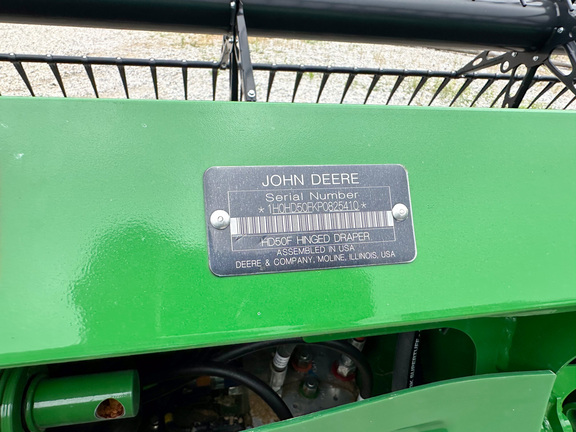 JOHN DEERE
Serial Number
*1H0HD50FKP0825410*
HD50F HINGED DRAPER
ASSEMBLED IN USA
DEERE & COMPANY, MOLINE, ILLINOIS, USA